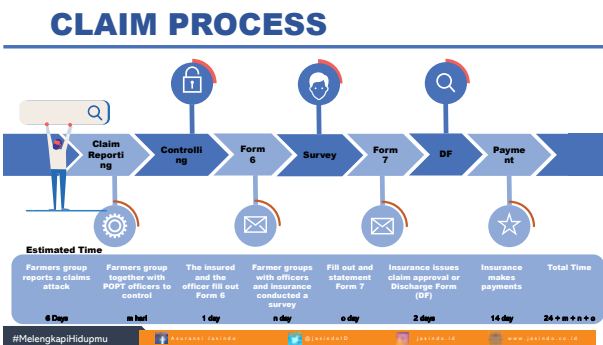 CLAIM PROCESS
Claim
Reporti
ng
Controlli
ng
Form
6
Survey
Form
7
DF
Payme
nt
Estimated Time
Farmers group
reports a claims
attack
6 Days
Farmers group
together with
POPT officers to
control
m hari
The insured
and the
officer fill out
Form 6
1 day
Farmer groups
with officers
and insurance
conducted a
survey
n day
Fill out and
statement
Form 7
o day
Insurance issues
claim approval or
Discharge Form
(DF)
2 days
Insurance
makes
payments
14 day
Total Time
24 + m + n + o
#MelengkapiHidupmu
Asuransi Jasindo
@jasindoID
jasindo.id
www.jasindo.co.id